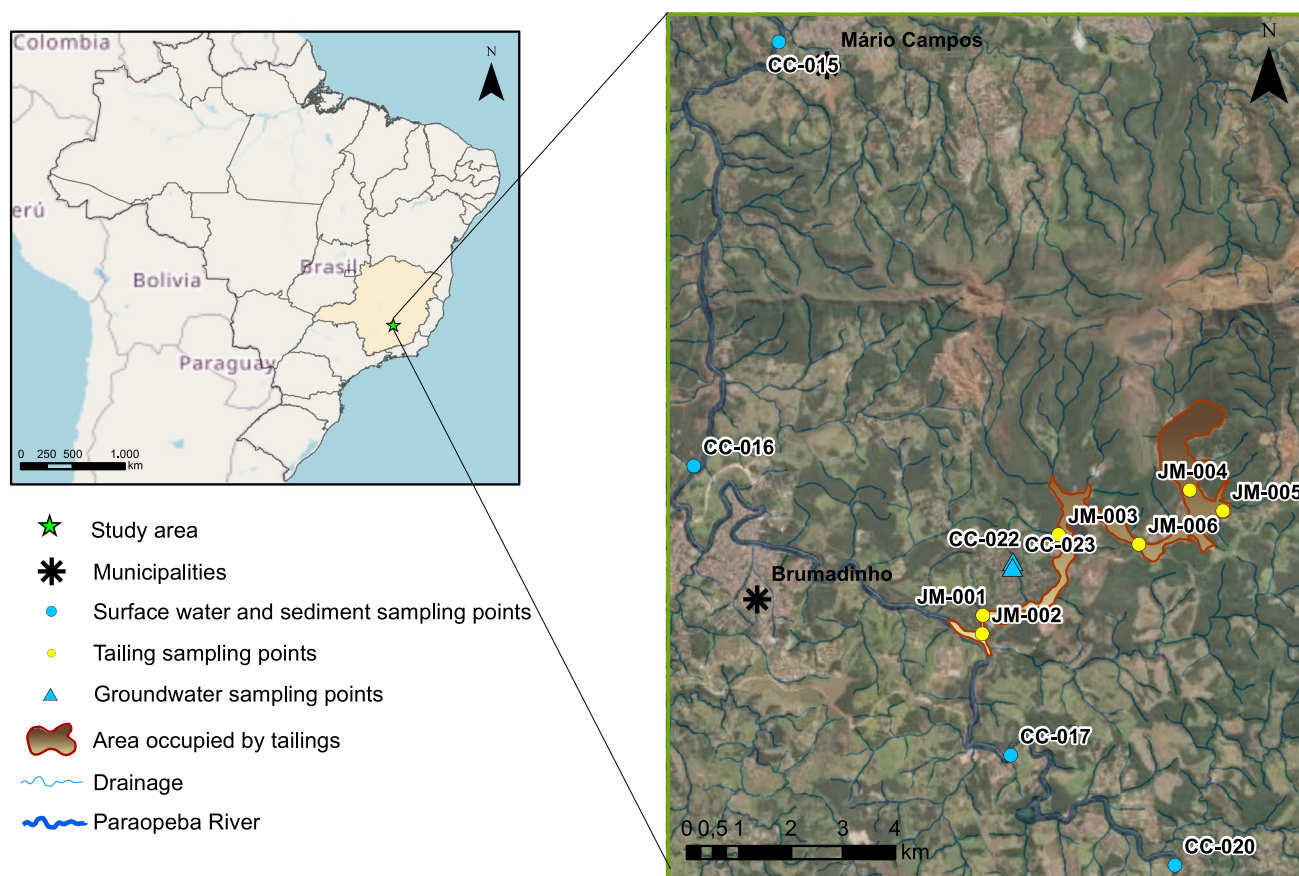 Colombia
N
erú
Bolivia
Brasil
Paraguay
0 250 500 1.000
km
Study area
Municipalities
Surface water and sediment sampling points
Tailing sampling points
Groundwater sampling points
Area occupied by tailings
Drainage
Paraopeba River
Mário Campos
N
CC-015
CC-016
JM-004
JM-005
JM-003
JM-006
CC-022
CC-023
Brumadinho
JM-001
JM-002
CC-017
0 0,5 1 2 3 4
km
CC-020